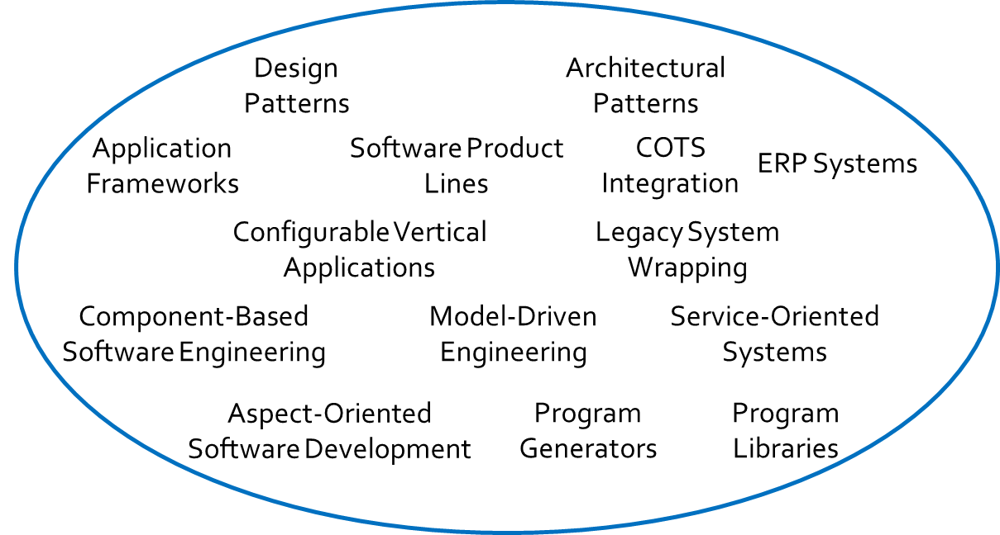 Design
Patterns
Architectural
Patterns
Application
Frameworks
Software Product
Lines
COTS
Integration
ERP Systems
Configurable Vertical
Applications
Legacy System
Wrapping
Component-Based
Software Engineering
Model-Driven
Engineering
Service-Oriented
Systems
Aspect-Oriented
Software Development
Program
Generators
Program
Libraries